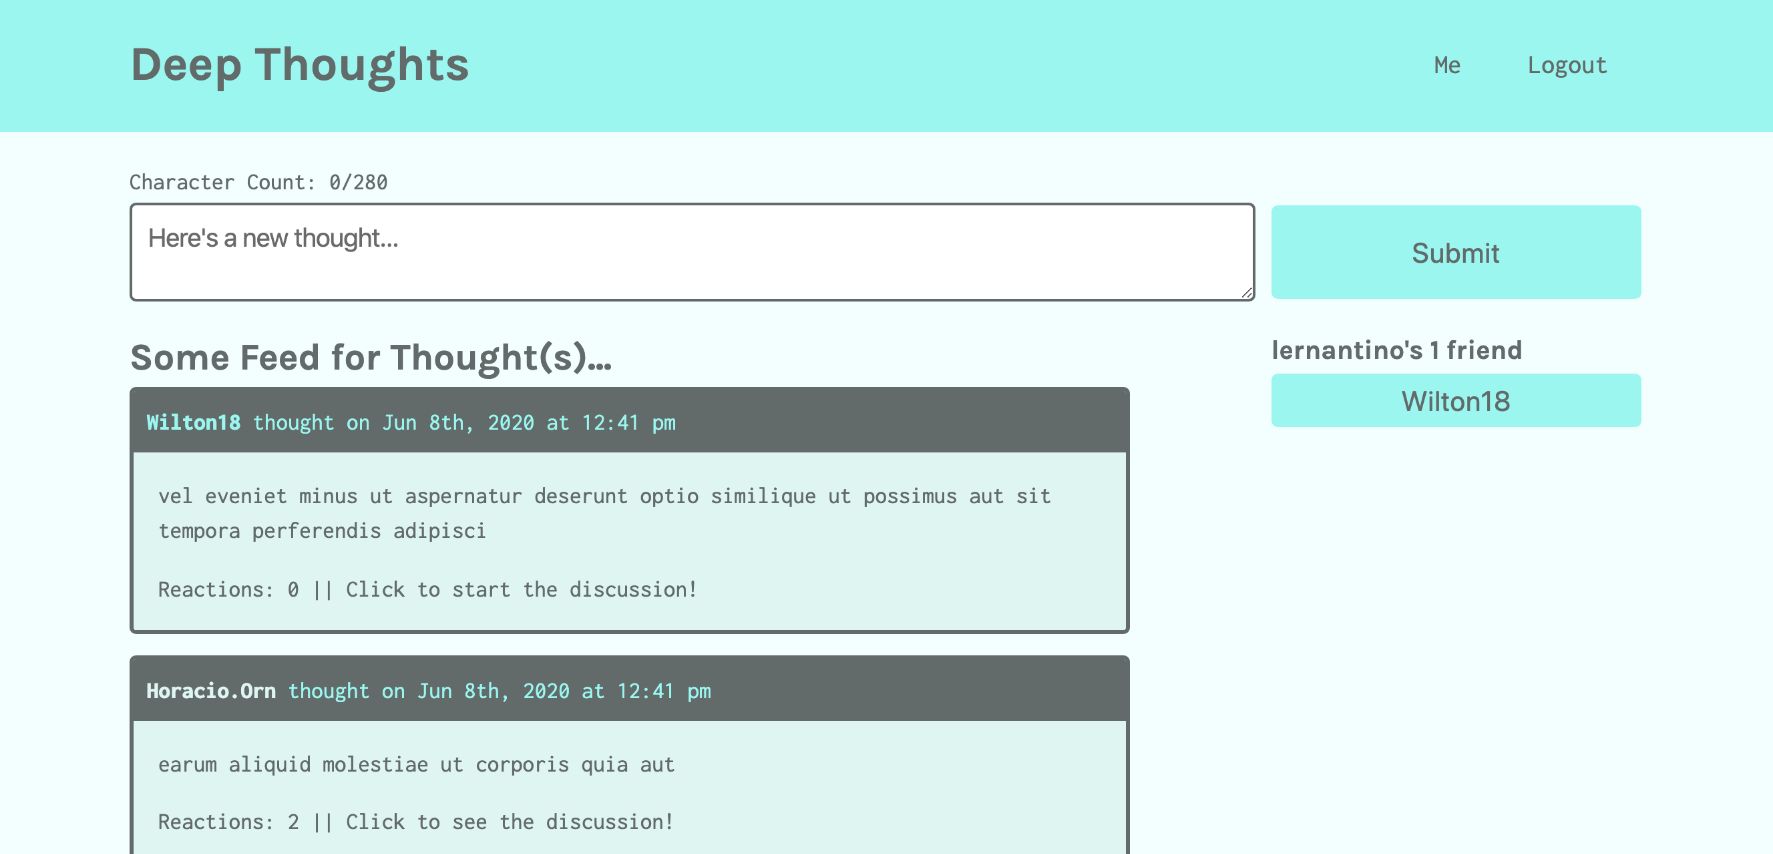 Deep Thoughts
Me
Logout
Character Count: 0/280
Here's a new thought...
Submit
Some Feed for Thought(s)...
Wilton18 thought on Jun 8th, 2020 at 12:41 pm
vel eveniet minus ut aspernatur deserunt optio similique ut possimus aut sit
tempora perferendis adipisci
Reactions: 0 || Click to start the discussion!
Horacio.Orn thought on Jun 8th, 2020 at 12:41 pm
earum aliquid molestiae ut corporis quia aut
Reactions: 2 || Click to see the discussion!
lernantino's 1 friend
Wilton18